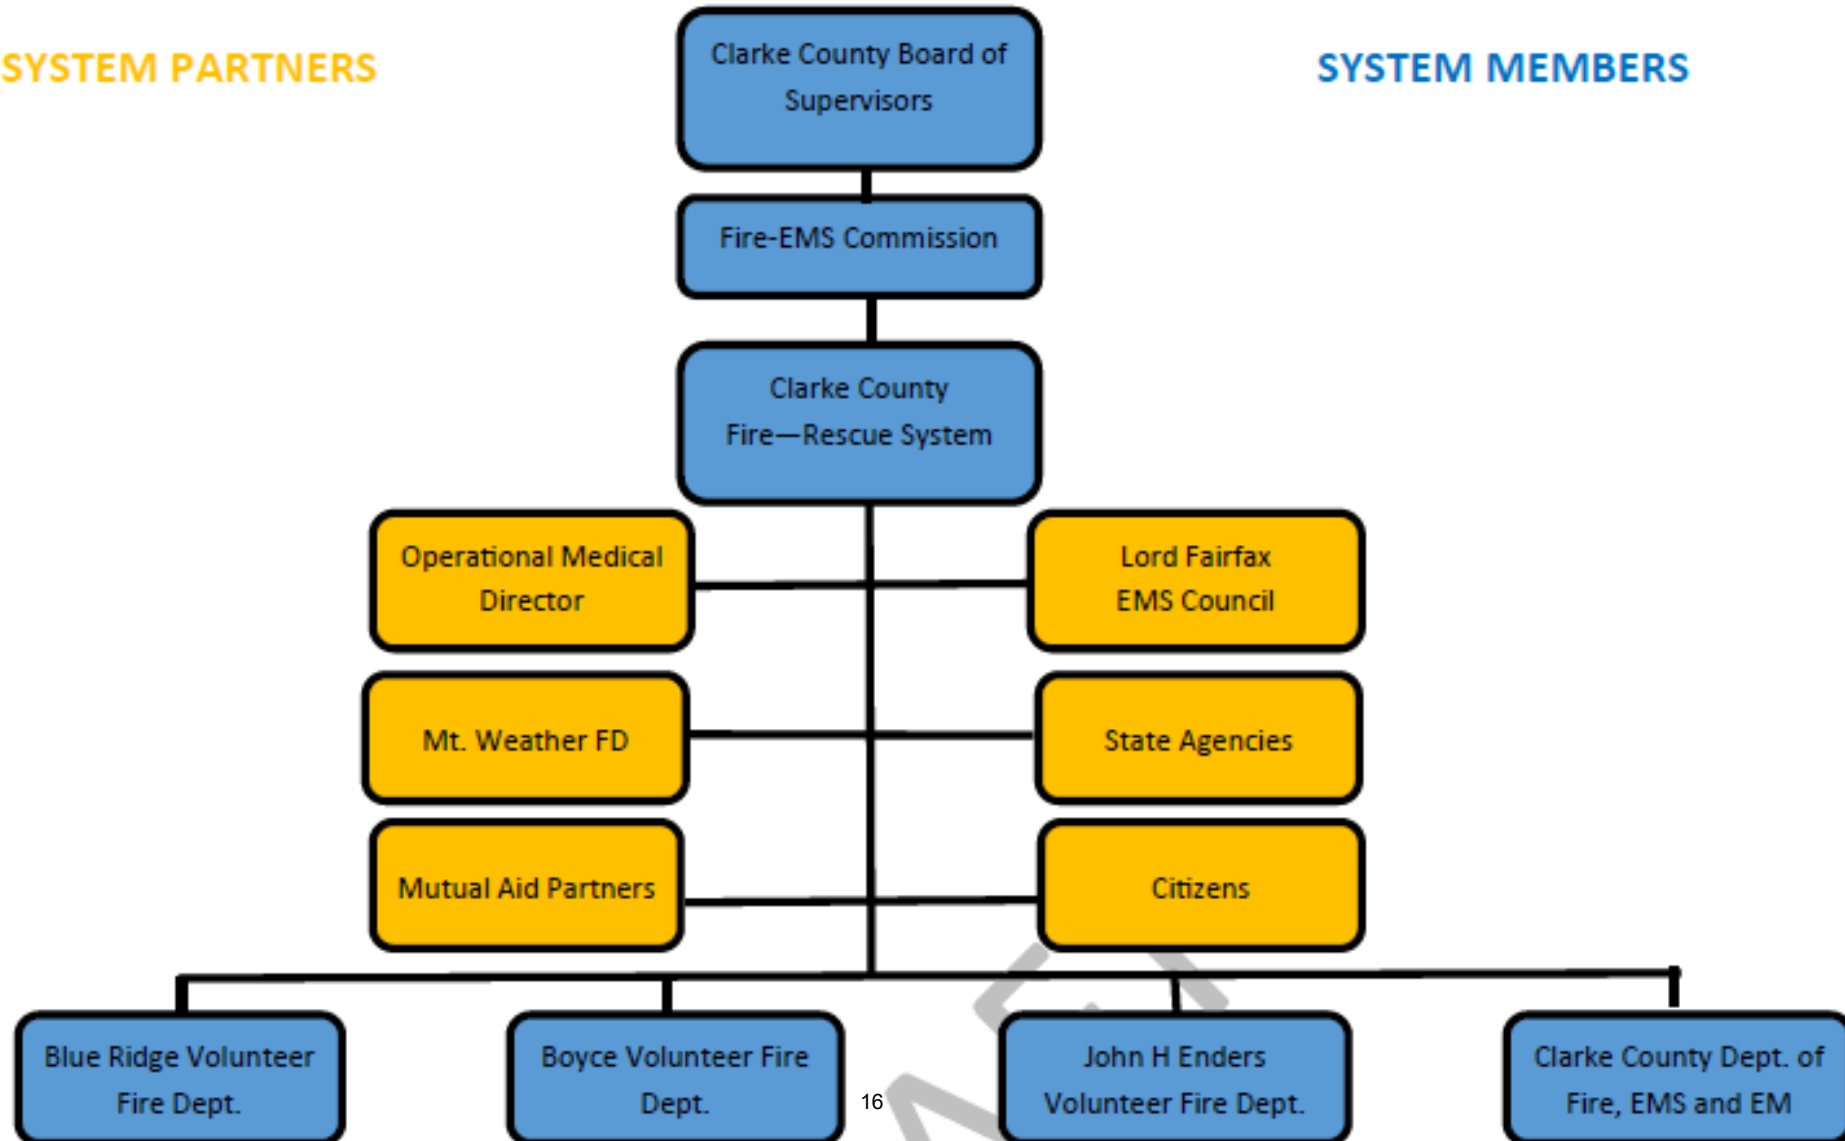 SYSTEM PARTNERS
SYSTEM MEMBERS
Clarke County Board of
Supervisors
Fire-EMS Commission
Clarke County
Fire—Rescue System
Operational Medical
Director
Lord Fairfax
EMS Council
Mt. Weather FD
State Agencies
Mutual Aid Partners
Citizens
Blue Ridge Volunteer
Fire Dept.
Boyce Volunteer Fire
Dept.
John H Enders
Volunteer Fire Dept.
Clarke County Dept. of
Fire, EMS and EM
16